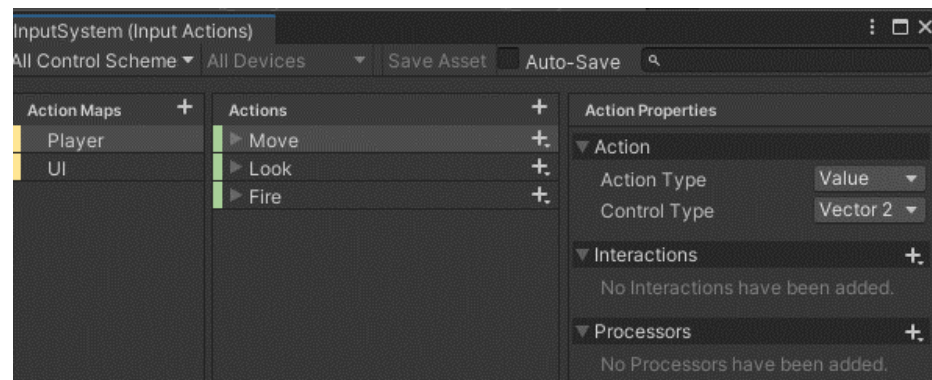 InputSystem (Input Actions)
All Control Scheme All Devices Save Asset Auto-Save
Action Maps
Player
UI
Actions
Move
Look
Fire
Action Properties
Action
Action Type Value
Control Type Vector 2
Interactions
No Interactions have been added.
Processors
No Processors have been added.